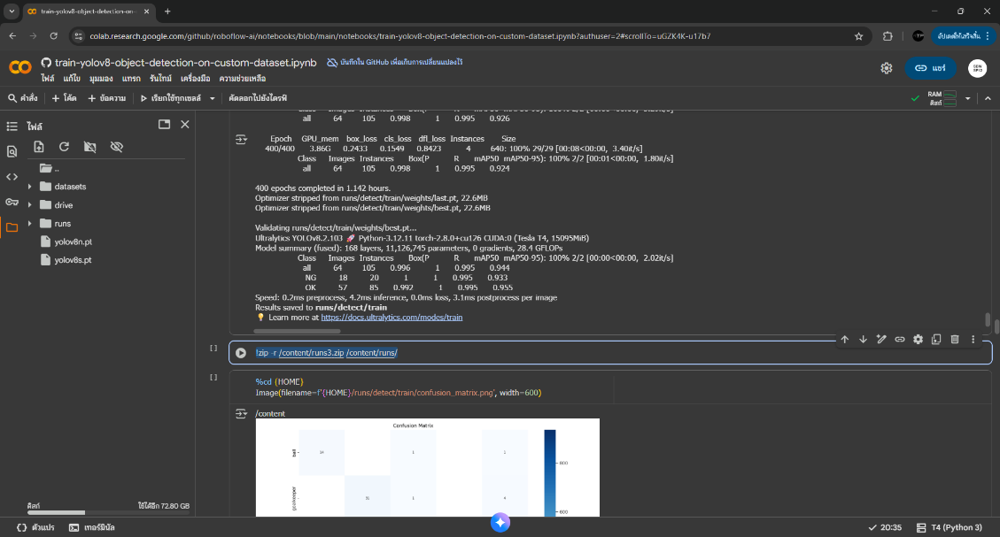 train-yolov8-object-detection-on-
colab.research.google.com/github/roboflow-ai/notebooks/blob/main/notebooks/train-yolov8-object-detection-on-custom-dataset.ipynb?authuser=2#scrollTo=uGZK4K-u17b7
train-yolov8-object-detection-on-custom-dataset.ipynb
บันทึกใน GitHub เพื่อเก็บการเปลี่ยนแปลงไว้
ไฟล์ แก้ไข มุมมอง แทรก รันไทม์ เครื่องมือ ความช่วยเหลือ
แชร์
คำสั่ง + โค้ด + ข้อความ เรียกใช้ทุกเซลล์ คัดลอกไปยังไดรฟ์
RAM
ดิสก์
ไฟล์
..
datasets
drive
runs
yolov8n.pt
yolov8s.pt
ดิสก์ ใช้ได้อีก 72.80 GB
all 64 105 0.998 1 0.995 0.926
Epoch GPU_mem box_loss cls_loss dfl_loss Instances Size
400/400 3.86G 0.2433 0.1549 0.8423 4 640: 100% 29/29 [00:08<00:00, 3.40it/s]
Class Images Instances Box(P R mAP50 mAP50-95): 100% 2/2 [00:01<00:00, 1.80it/s]
all 64 105 0.998 1 0.995 0.924
400 epochs completed in 1.142 hours.
Optimizer stripped from runs/detect/train/weights/last.pt, 22.6MB
Optimizer stripped from runs/detect/train/weights/best.pt, 22.6MB
Validating runs/detect/train/weights/best.pt...
Ultralytics YOLOv8.2.103 🚀 Python-3.12.11 torch-2.8.0+cu126 CUDA:0 (Tesla T4, 15095MiB)
Model summary (fused): 168 layers, 11,126,745 parameters, 0 gradients, 28.4 GFLOPs
Class Images Instances Box(P R mAP50 mAP50-95): 100% 2/2 [00:00<00:00, 2.02it/s]
all 64 105 0.996 1 0.995 0.944
NG 18 20 1 1 0.995 0.933
OK 57 85 0.992 1 0.995 0.955
Speed: 0.2ms preprocess, 4.2ms inference, 0.0ms loss, 3.1ms postprocess per image
Results saved to runs/detect/train
💡 Learn more at https://docs.ultralytics.com/modes/train
[ ] !zip -r /content/runs3.zip /content/runs/
[ ] %cd {HOME}
Image(filename=f'{HOME}/runs/detect/train/confusion_matrix.png', width=600)
/content
Confusion Matrix
ball
goalkeeper
800
600
ตัวแปร เทอร์มินัล
20:35 T4 (Python 3)